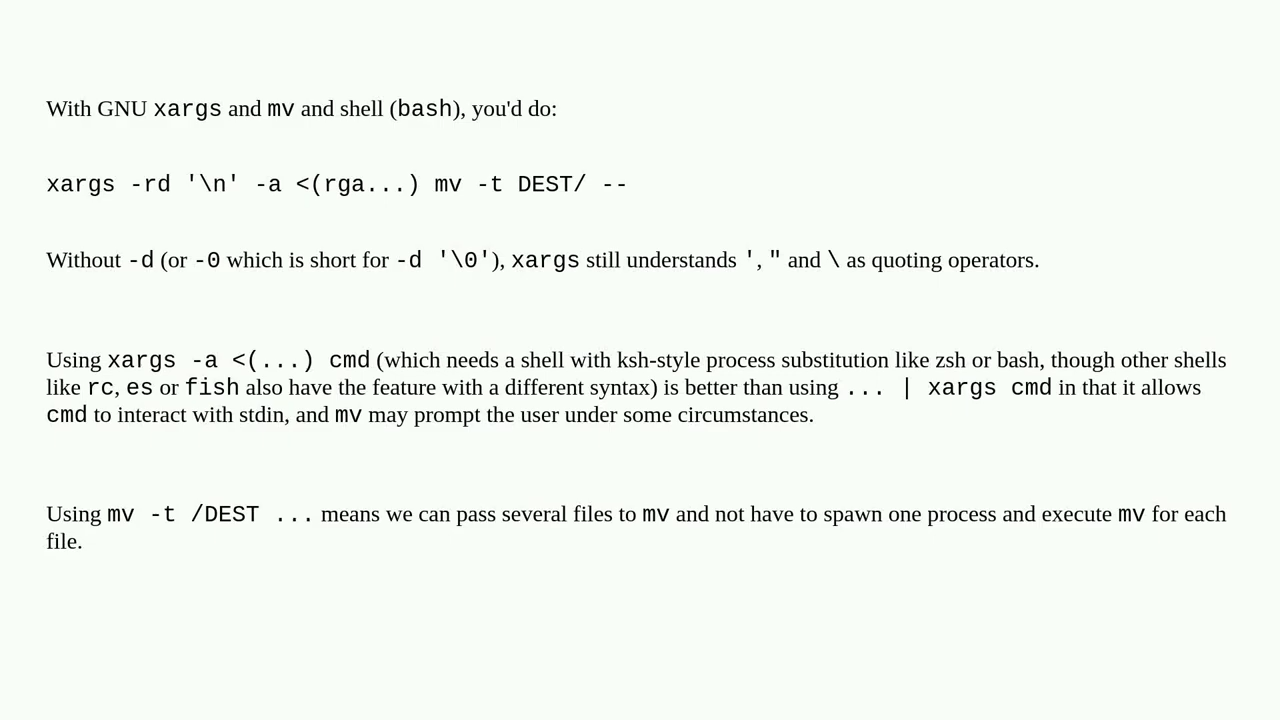 With GNU xargs and mv and shell (bash), you'd do:
xargs -rd '\n' -a <(rga...) mv -t DEST/ --
Without -d (or -0 which is short for -d '\0'), xargs still understands ', " and \ as quoting operators.
Using xargs -a <(...) cmd (which needs a shell with ksh-style process substitution like zsh or bash, though other shells
like rc, es or fish also have the feature with a different syntax) is better than using ... | xargs cmd in that it allows
cmd to interact with stdin, and mv may prompt the user under some circumstances.
Using mv -t /DEST ... means we can pass several files to mv and not have to spawn one process and execute mv for each
file.